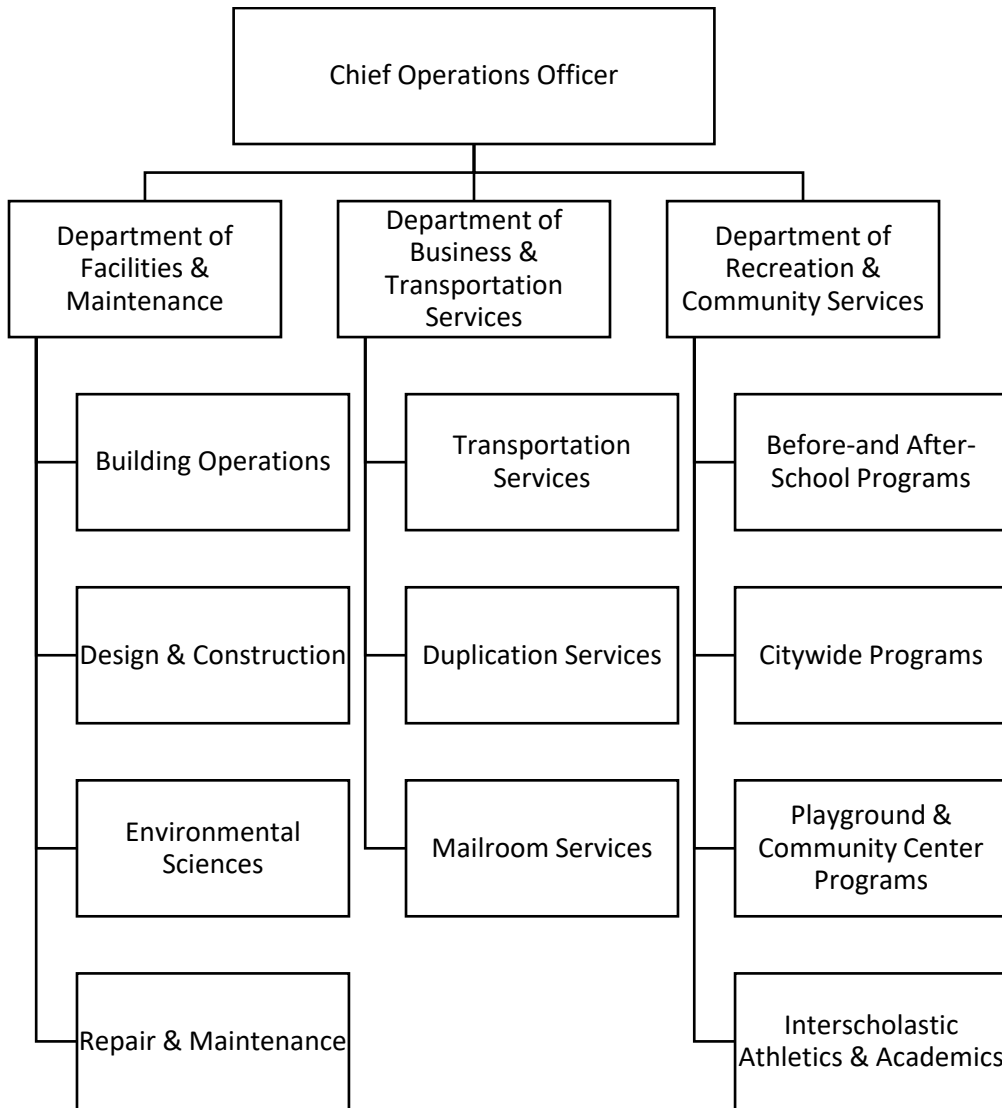 Chief Operations Officer
Department of
Facilities &
Maintenance
Department of
Business &
Transportation
Services
Department of
Recreation &
Community Services
Building Operations
Design & Construction
Environmental
Sciences
Repair & Maintenance
Transportation
Services
Duplication Services
Mailroom Services
Before-and After-
School Programs
Citywide Programs
Playground &
Community Center
Programs
Interscholastic
Athletics & Academics